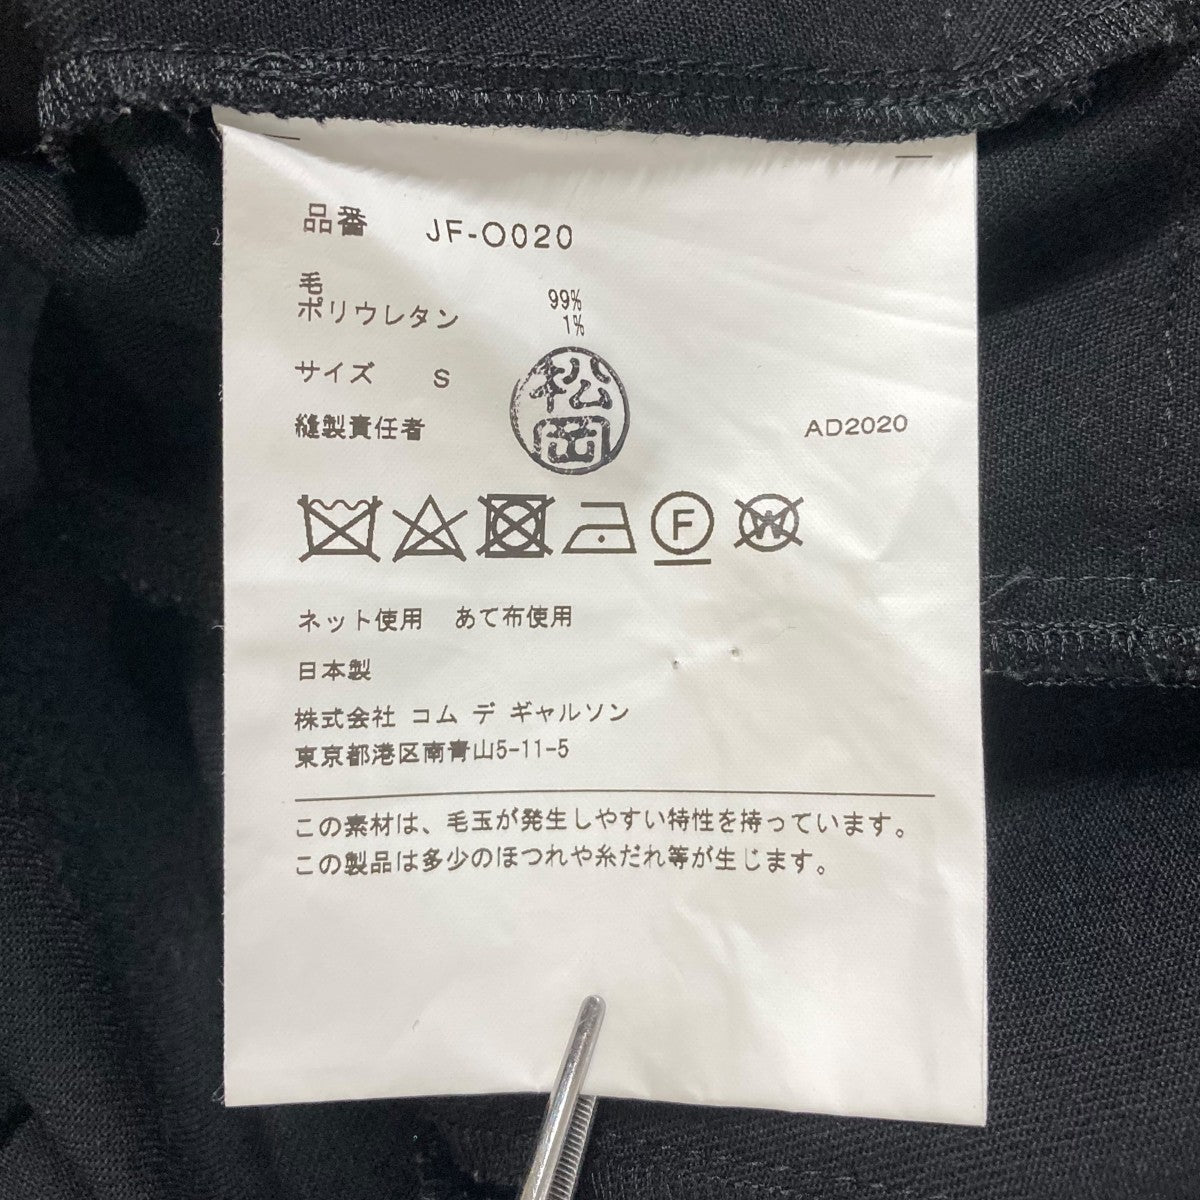 品番 JF-O020
毛 99%
ポリウレタン 1%
サイズ S
松岡
縫製責任者 AD2020
F W
ネット使用 あて布使用
日本製
株式会社 コム デ ギャルソン
東京都港区南青山5-11-5
この素材は、毛玉が発生しやすい特性を持っています。
この製品は多少のほつれや糸だれ等が生じます。